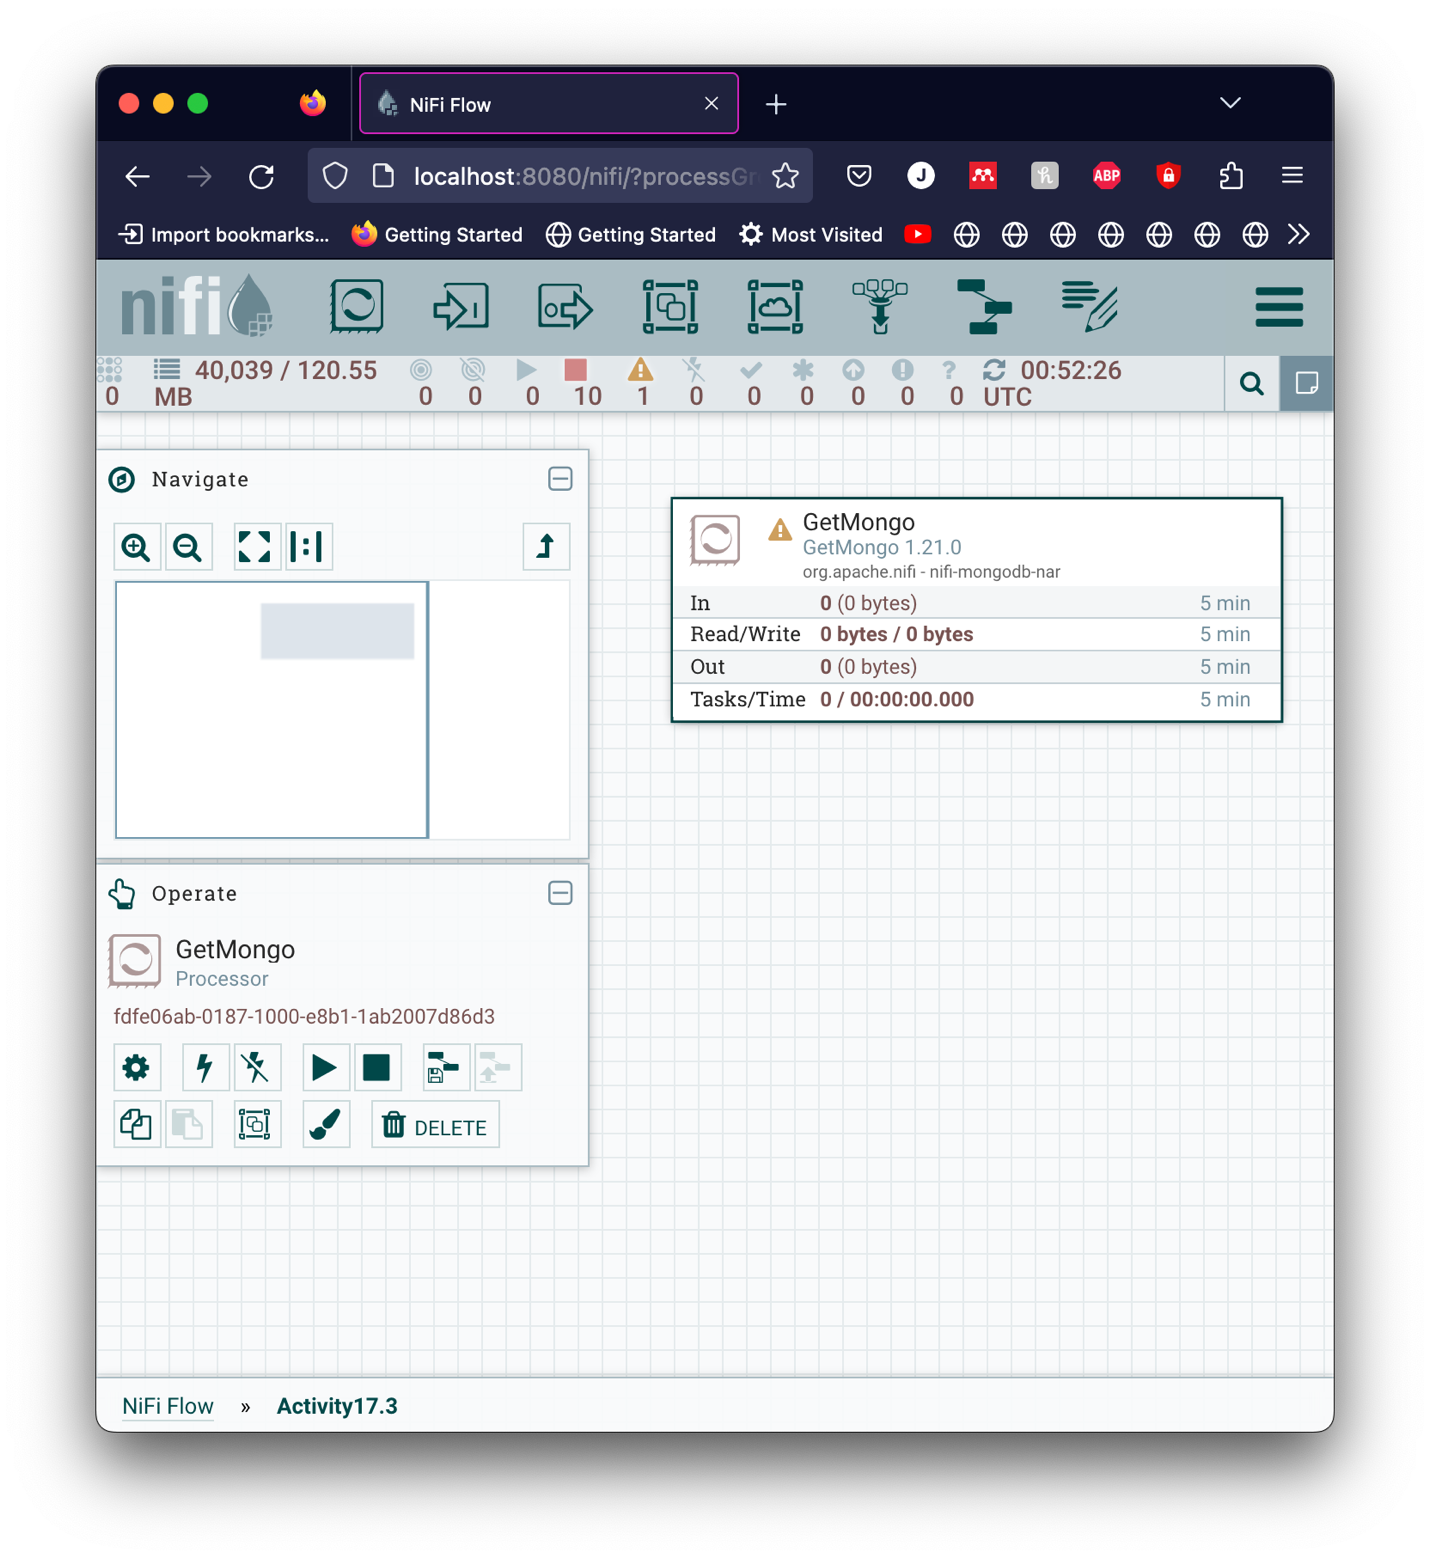 NiFi Flow
localhost:8080/nifi/?processGr
J
ABP
Import bookmarks...
Getting Started
Getting Started
Most Visited
nifi
0
40,039 / 120.55 MB
0
0
0
10
1
0
0
0
0
0
0
00:52:26 UTC
Navigate
GetMongo
GetMongo 1.21.0
org.apache.nifi - nifi-mongodb-nar
In 0 (0 bytes) 5 min
Read/Write 0 bytes / 0 bytes 5 min
Out 0 (0 bytes) 5 min
Tasks/Time 0 / 00:00:00.000 5 min
Operate
GetMongo
Processor
fdfe06ab-0187-1000-e8b1-1ab2007d86d3
DELETE
NiFi Flow » Activity17.3